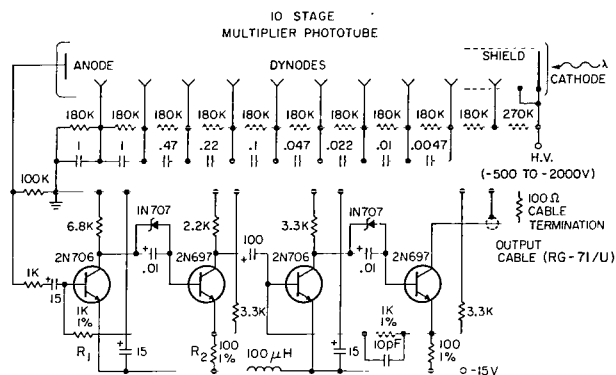 10 STAGE
MULTIPLIER PHOTOTUBE
ANODE
DYNODES
SHIELD
λ
CATHODE
180K 180K 180K 180K 180K 180K 180K 180K 180K 180K 270K
.1 .1 .47 .22 .1 .047 .022 .01 .0047
H.V.
(-500 TO -2000V)
100K
100Ω
CABLE
TERMINATION
OUTPUT
CABLE (RG-71/U)
6.8K
1N707
2.2K
3.3K
1N707
2N706
+
.01
2N697
100
+
2N706
+
.01
2N697
1K
+
15
3.3K
3.3K
1K
1%
R1
+
15
R2
100
1%
100μH
+
15
1K
1%
10pF
100
1%
-15V